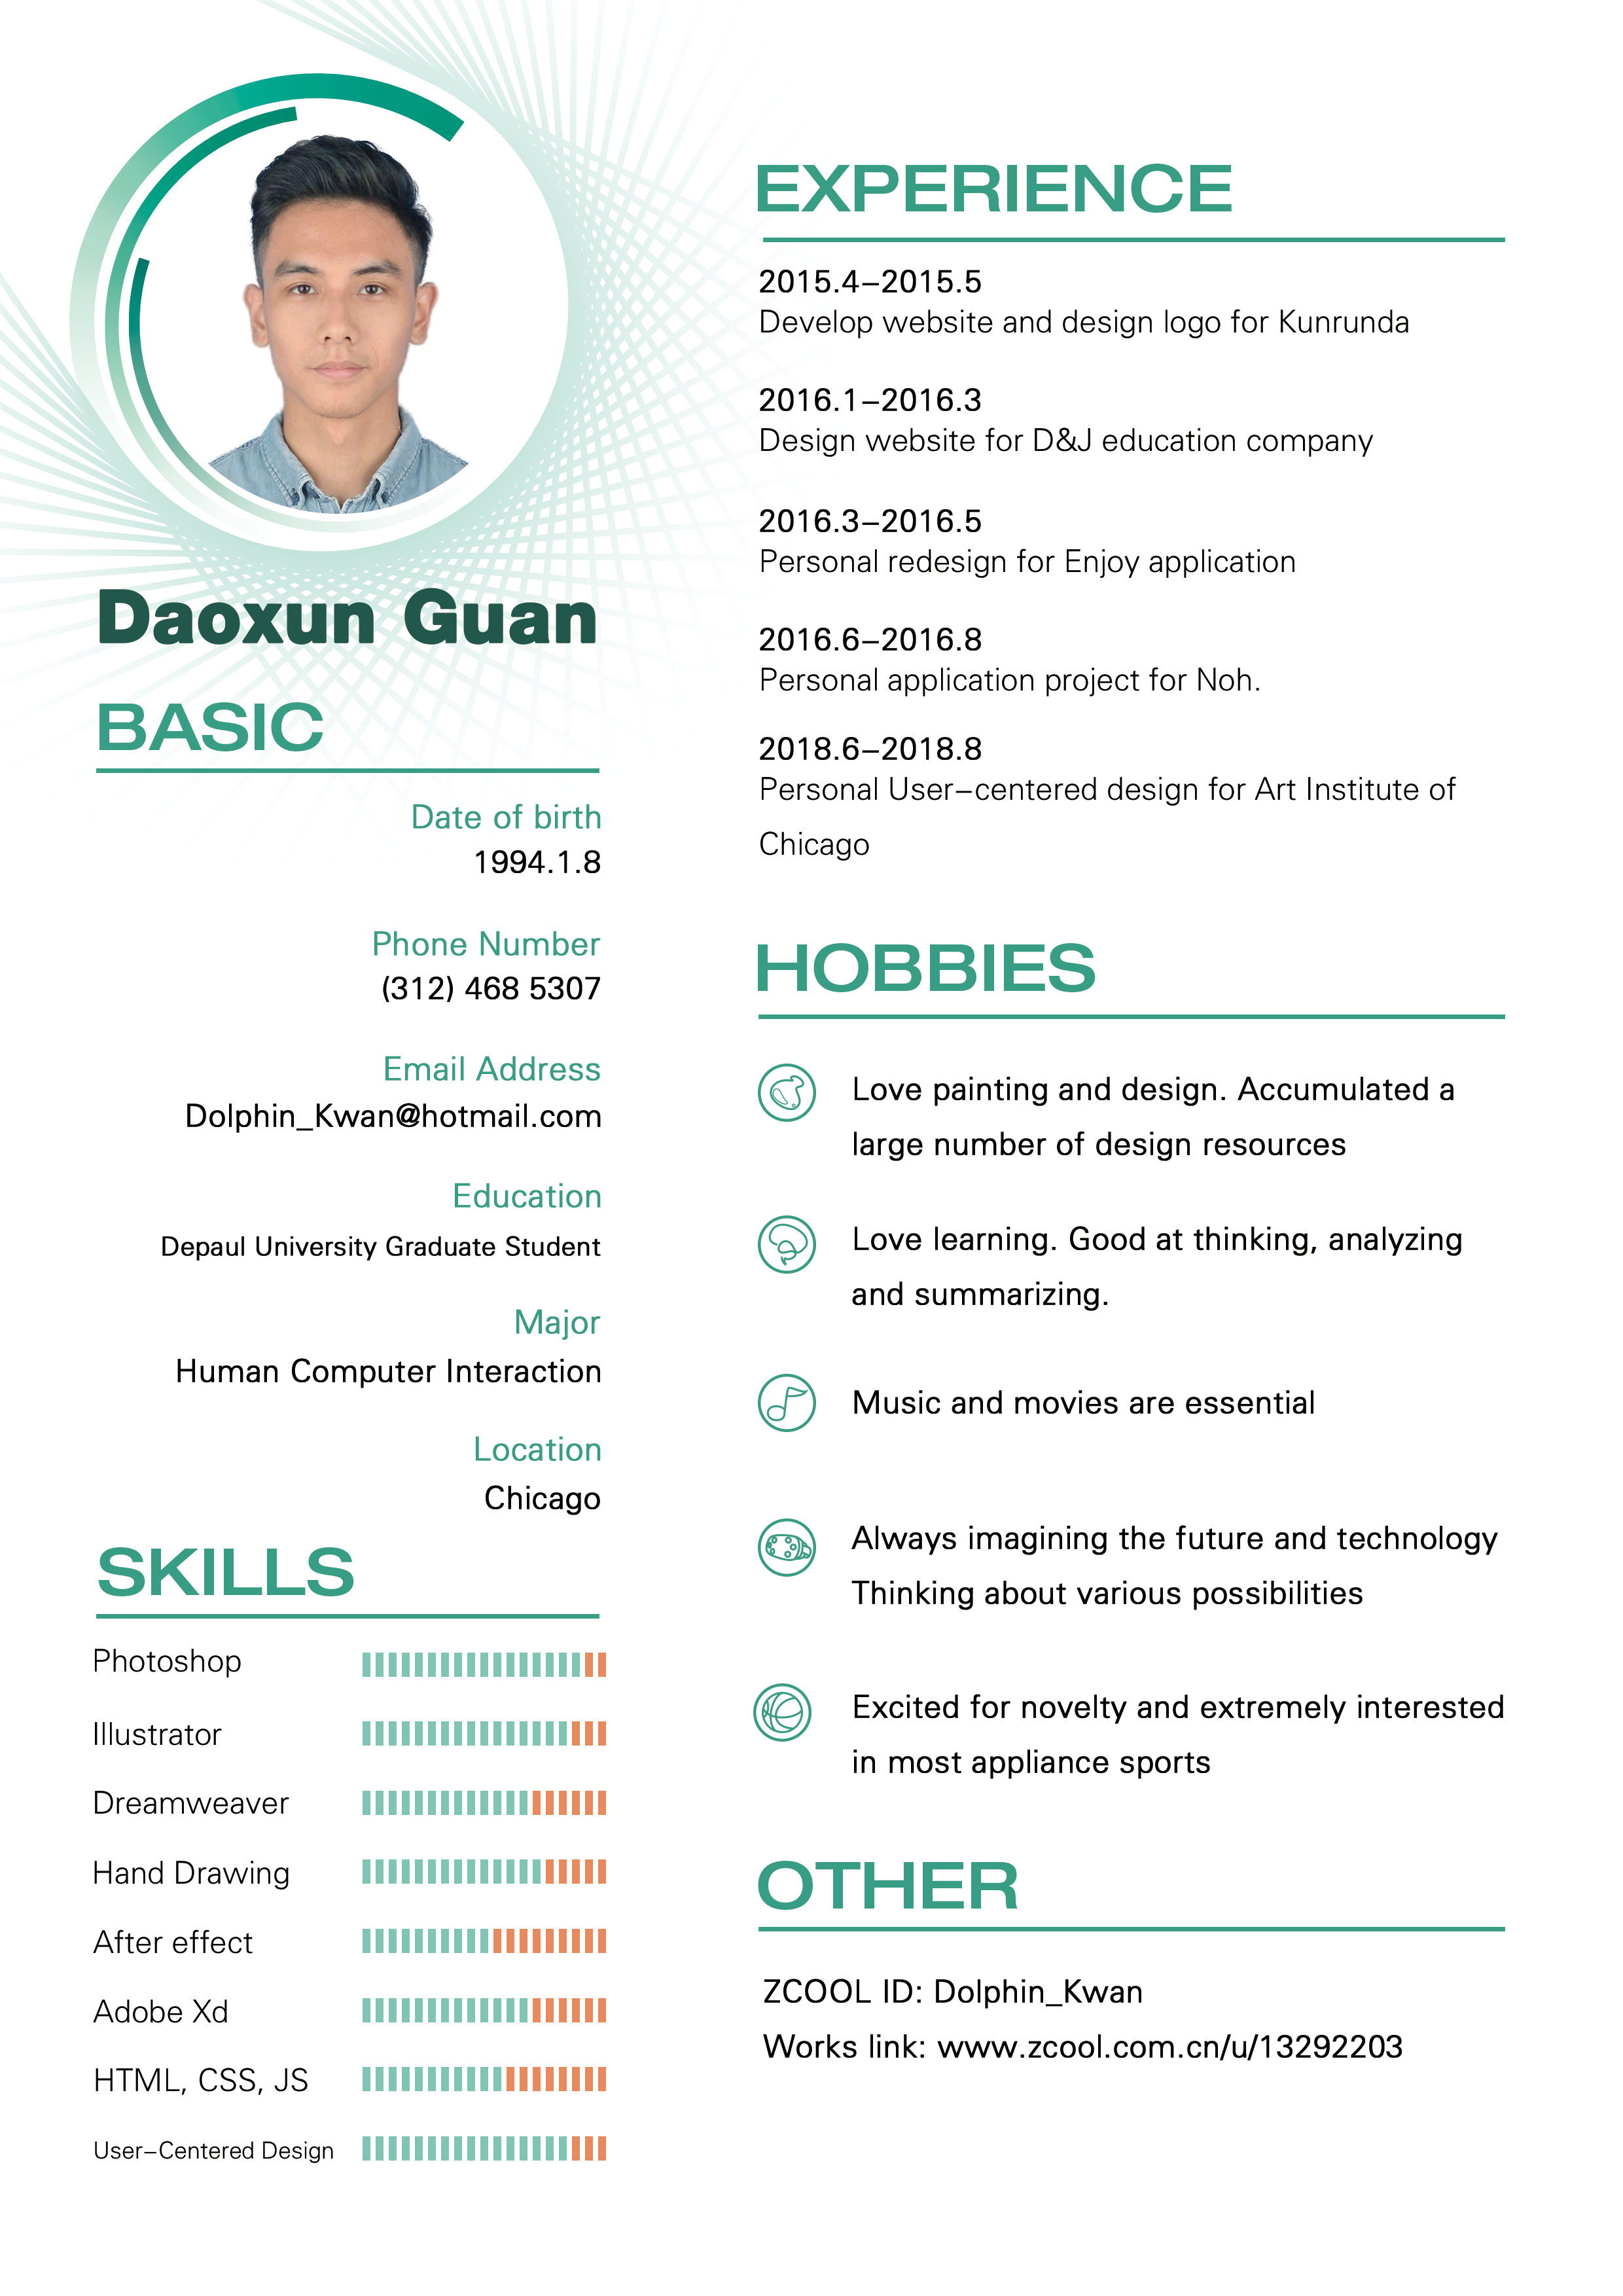 Daoxun Guan
BASIC
Date of birth
1994.1.8
Phone Number
(312) 468 5307
Email Address
Dolphin_Kwan@hotmail.com
Education
Depaul University Graduate Student
Major
Human Computer Interaction
Location
Chicago
SKILLS
Photoshop
Illustrator
Dreamweaver
Hand Drawing
After effect
Adobe Xd
HTML, CSS, JS
User–Centered Design
EXPERIENCE
2015.4–2015.5
Develop website and design logo for Kunrunda
2016.1–2016.3
Design website for D&J education company
2016.3–2016.5
Personal redesign for Enjoy application
2016.6–2016.8
Personal application project for Noh.
2018.6–2018.8
Personal User–centered design for Art Institute of
Chicago
HOBBIES
Love painting and design. Accumulated a
large number of design resources
Love learning. Good at thinking, analyzing
and summarizing.
Music and movies are essential
Always imagining the future and technology
Thinking about various possibilities
Excited for novelty and extremely interested
in most appliance sports
OTHER
ZCOOL ID: Dolphin_Kwan
Works link: www.zcool.com.cn/u/13292203